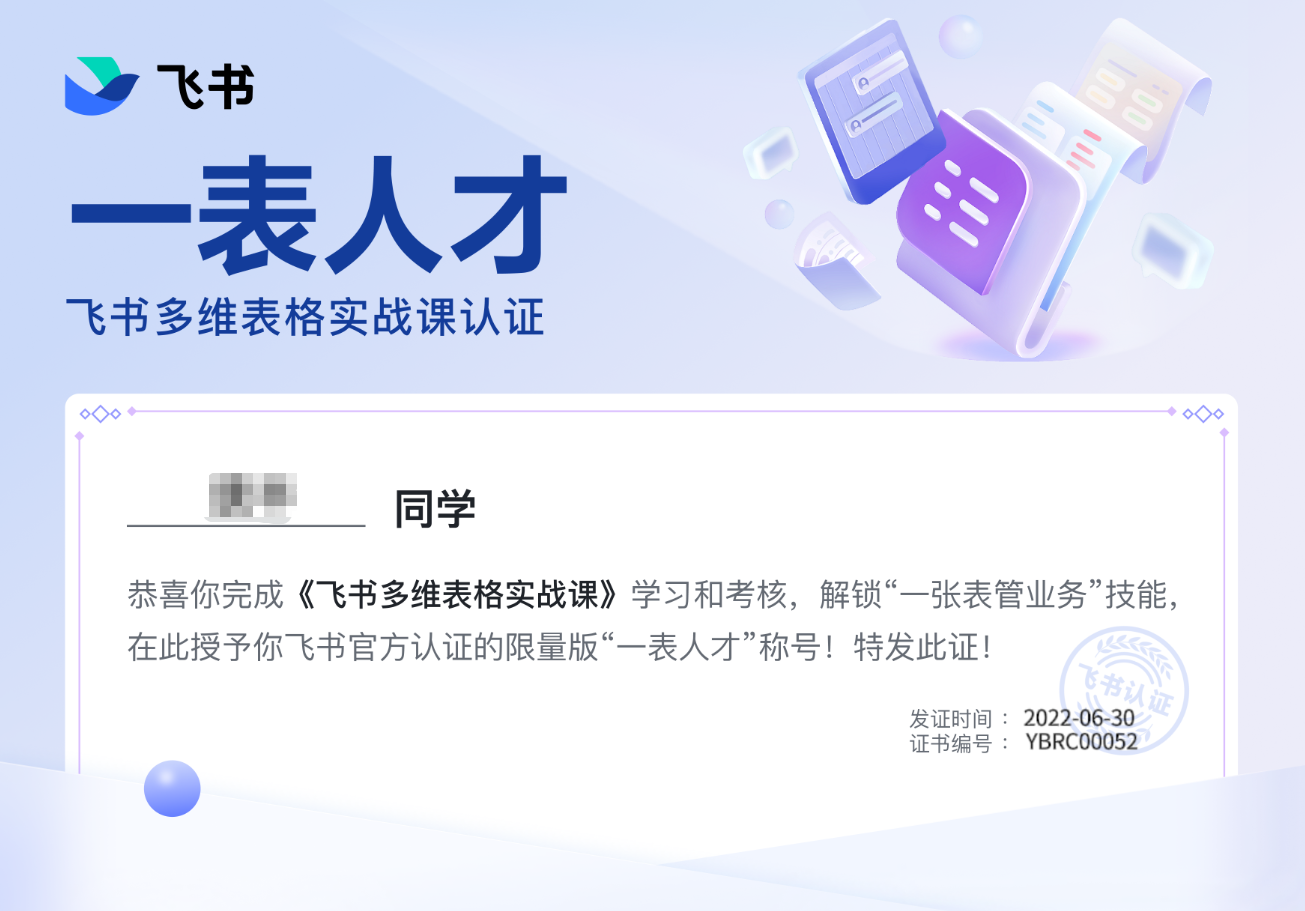 飞书
一表人才
飞书多维表格实战课认证
同学
恭喜你完成《飞书多维表格实战课》学习和考核，解锁“一张表管业务”技能，
在此授予你飞书官方认证的限量版“一表人才”称号！特发此证！
飞书认证
发证时间： 2022-06-30
证书编号： YBRC00052